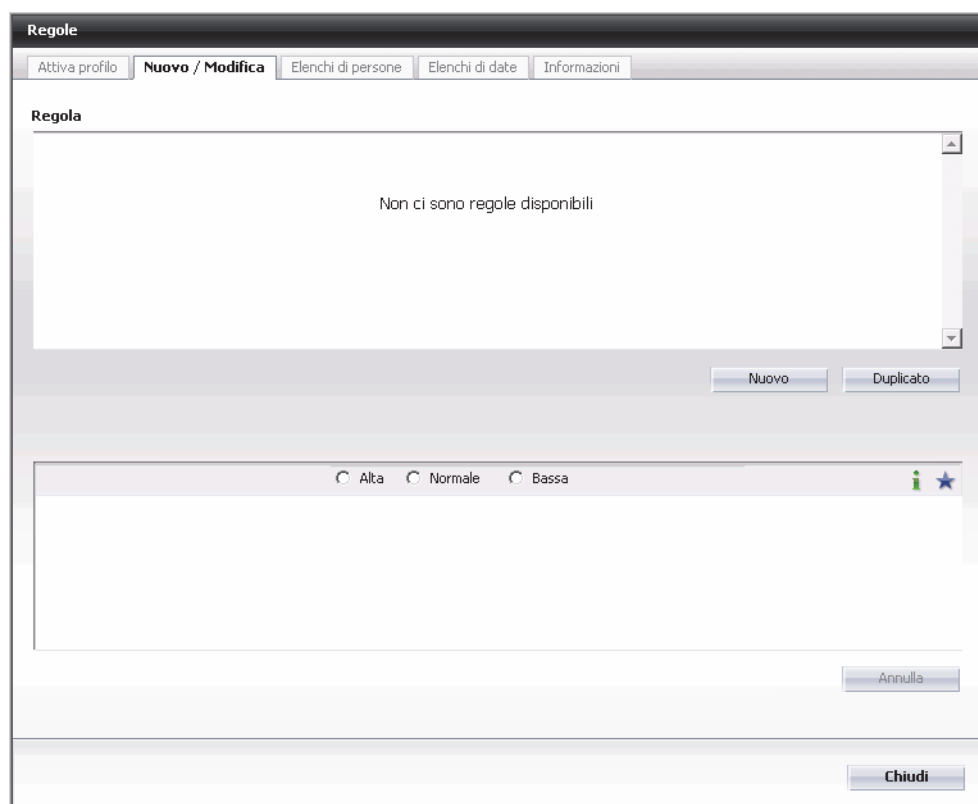 Regole
Attiva profilo Nuovo / Modifica Elenchi di persone Elenchi di date Informazioni
Regola
Non ci sono regole disponibili
Nuovo Duplicato
Alta Normale Bassa
Annulla
Chiudi